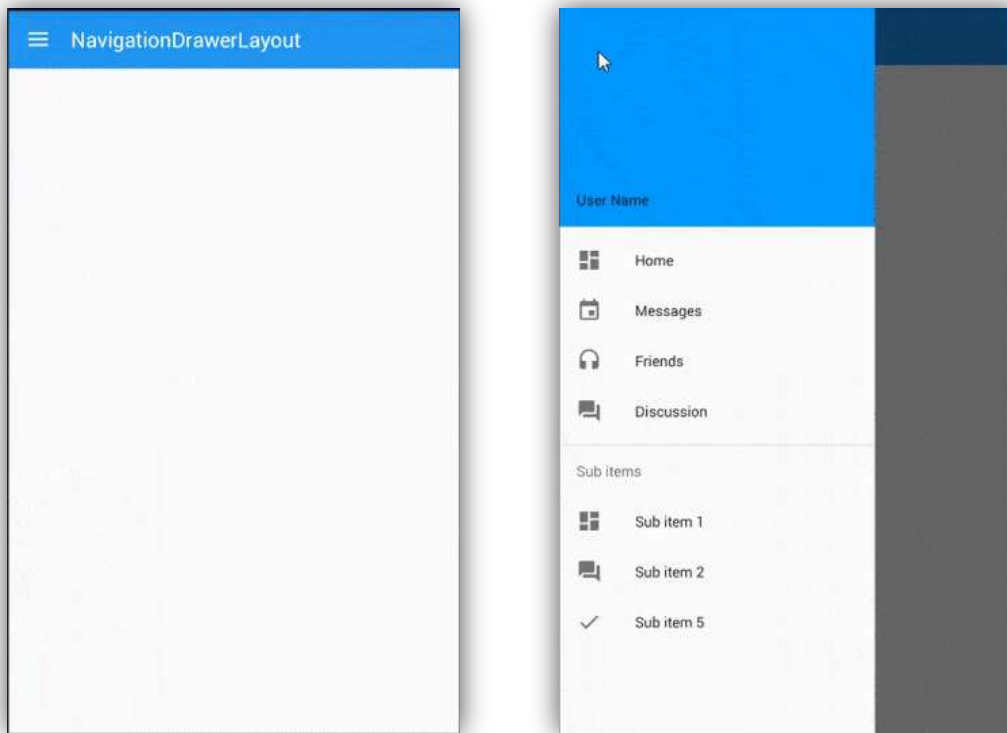 NavigationDrawerLayout
User Name
Home
Messages
Friends
Discussion
Sub items
Sub item 1
Sub item 2
Sub item 5